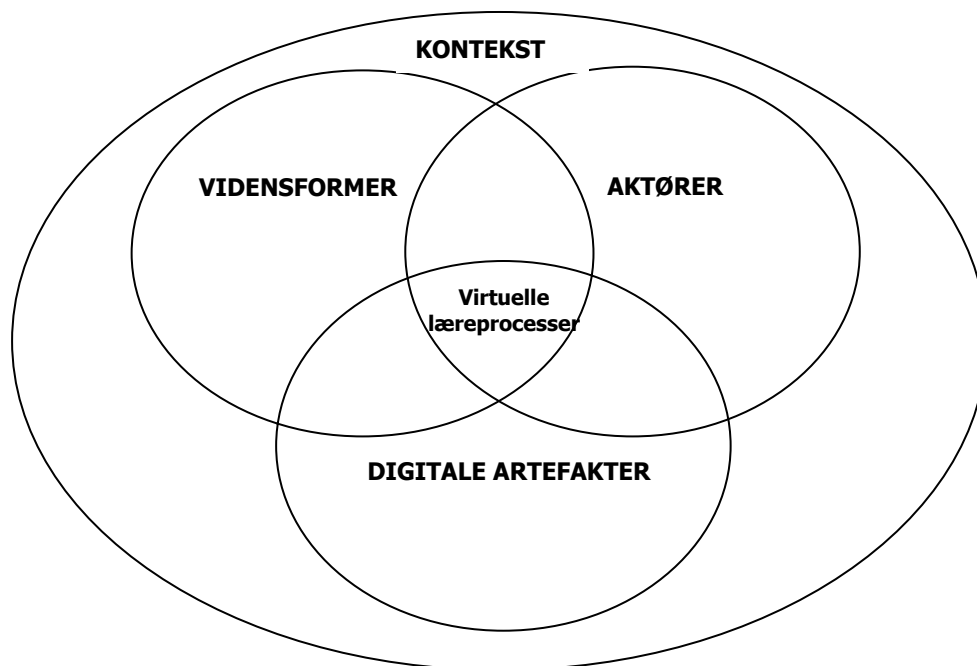 KONTEKST
VIDENSFORMER
AKTØRER
Virtuelle
læreprocesser
DIGITALE ARTEFAKTER